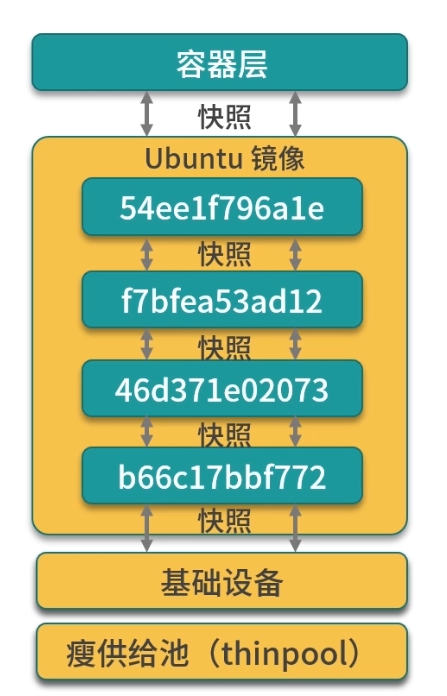 容器层
快照
Ubuntu 镜像
54ee1f796a1e
快照
f7bfea53ad12
快照
46d371e02073
快照
b66c17bbf772
快照
基础设备
瘦供给池（thinpool）